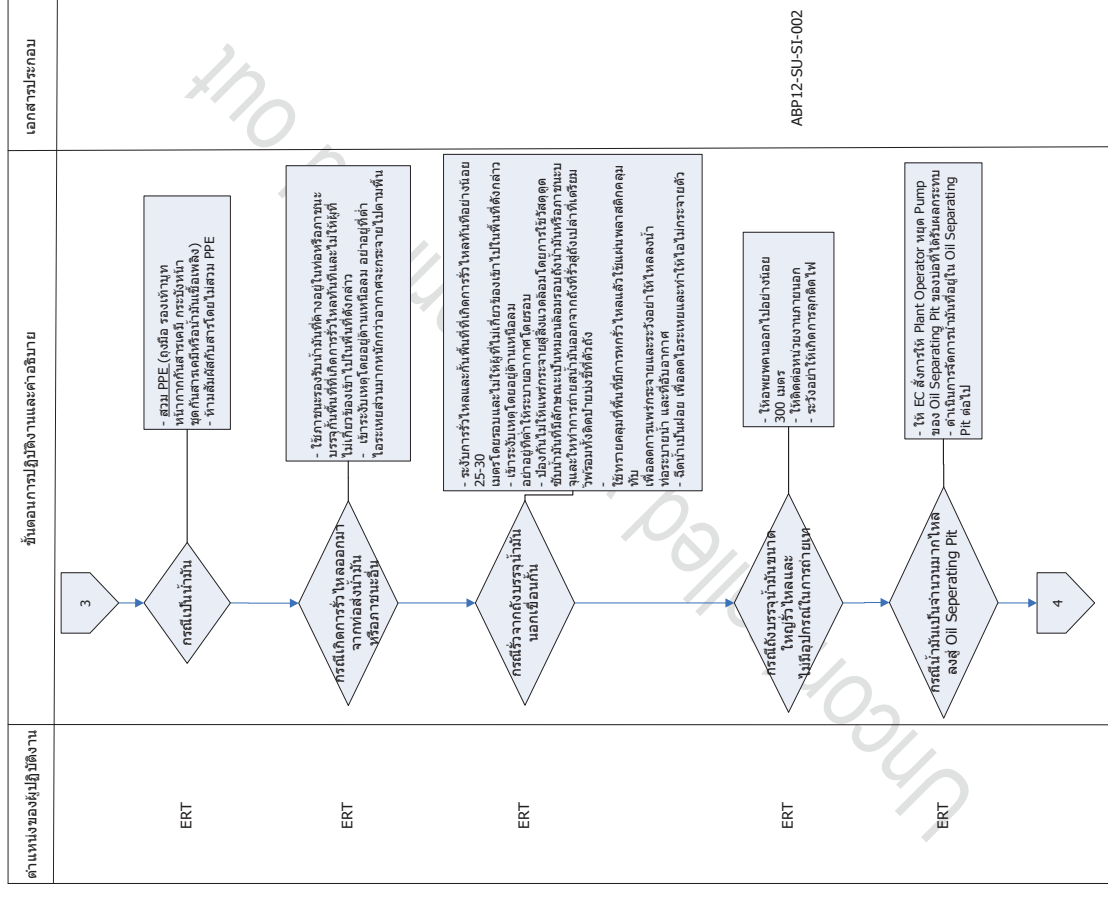 ตำแหน่งของผู้ปฏิบัติงาน
ขั้นตอนการปฏิบัติงานและคำอธิบาย
เอกสารประกอบ
3
ERT
กรณีเป็นน้ำมัน
- สวม PPE (ถุงมือ รองเท้าบูท
หน้ากากกันสารเคมี กระบังหน้า
ชุดกันสารเคมีหรือน้ำมันเชื้อเพลิง)
- ห้ามสัมผัสกับสารโดยไม่สวม PPE
ERT
กรณีเกิดการรั่วไหลออกมา
จากท่อส่งน้ำมัน
หรือภาชนะอื่น
- ใช้ภาชนะรองรับน้ำมันที่ค้างอยู่ในท่อหรือภาชนะ
บรรจุกั้นพื้นที่ที่เกิดการรั่วไหลทันทีและไม่ให้ผู้ที่
ไม่เกี่ยวของเข้าไปในพื้นที่ดังกล่าว
- เข้าระงับเหตุโดยอยู่ด้านเหนือลม อย่าอยู่ที่ต่ำ
ไอระเหยส่วนมากหนักกว่าอากาศจะกระจายไปตามพื้น
ERT
กรณีรั่วจากถังบรรจุน้ำมัน
นอกเขื่อนกั้น
- ระงับการรั่วไหลและกั้นพื้นที่ที่เกิดการรั่วไหลทันทีอย่างน้อย
25-30
เมตรโดยรอบและไม่ให้ผู้ที่ไม่เกี่ยวของเข้าไปในพื้นที่ดังกล่าว
- เข้าระงับเหตุโดยอยู่ด้านเหนือลม
อย่าอยู่ที่ต่ำให้ระบายอากาศโดยรอบ
- ป้องกันไม่ให้แพร่กระจายสู่สิ่งแวดล้อมโดยการใช้วัสดุดูด
ซับน้ำมันที่มีลักษณะเป็นหมอนล้อมรอบถังน้ำมันหรือภาชนะบ
จุและให้ทำการถ่ายสน้ำมันออกจากถังที่รั่วสู่ถังเปล่าที่เตรียม
ไว้พร้อมทั้งติดป้ายบ่งชี้ที่ตัวถัง
-
ใช้ทรายคลุมที่พื้นที่มีการหกรั่วไหลแล้วใช้แผ่นพลาสติกคลุม
ทับ
เพื่อลดการแพร่กระจายและระวังอย่าให้ไหลลงน้ำ
ท่อระบายน้ำ และที่อับอากาศ
- ฉีดน้ำเป็นฝอย เพื่อลดไอระเหยและทำให้ไอไม่กระจายตัว
ERT
กรณีถังบรรจุน้ำมันขนาด
ใหญ่รั่วไหลและ
ไม่มีอุปกรณ์ในการถ่ายเท
- ให้อพยพคนออกไปอย่างน้อย
300 เมตร
- ให้ติดต่อหน่วยงานภายนอก
- ระวังอย่าให้เกิดการลุกติดไฟ
ABP12-SU-SI-002
ERT
กรณีน้ำมันเป็นจำนวนมากไหล
ลงสู่ Oil Seperating Pit
- ให้ EC สั่งการให้ Plant Operator หยุด Pump
ของ Oil Separating Pit ของบ่อที่ได้รับผลกระทบ
- ดำเนินการจัดการน้ำมันที่อยู่ใน Oil Separating
Pit ต่อไป
4